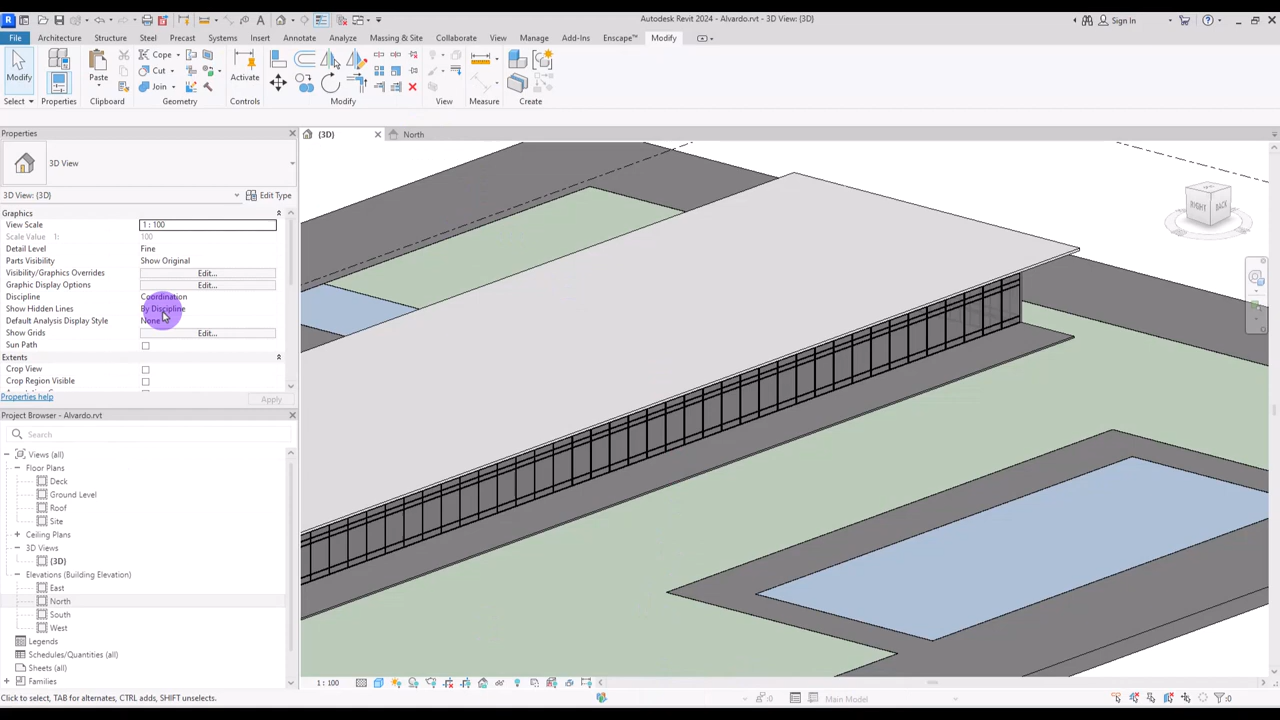 Autodesk Revit 2024 - Alvardo.rvt - 3D View: {3D}
Sign In
File Architecture Structure Steel Precast Systems Insert Annotate Analyze Massing & Site Collaborate View Manage Add-Ins Enscape™ Modify
Cope
Cut
Join
Modify Paste Activate
Select Properties Clipboard Geometry Controls Modify View Measure Create
Properties
{3D}
North
3D View
3D View: {3D}
Edit Type
Graphics
View Scale 1 : 100
Scale Value 1: 100
Detail Level Fine
Parts Visibility Show Original
Visibility/Graphics Overrides Edit...
Graphic Display Options Edit...
Discipline Coordination
Show Hidden Lines By Discipline
Default Analysis Display Style None
Show Grids Edit...
Sun Path
Extents
Crop View
Crop Region Visible
Properties help
Apply
Project Browser - Alvardo.rvt
Search
Views (all)
Floor Plans
Deck
Ground Level
Roof
Site
Ceiling Plans
3D Views
{3D}
Elevations (Building Elevation)
East
North
South
West
Legends
Schedules/Quantities (all)
Sheets (all)
Families
RIGHT BACK
1 : 100
Click to select, TAB for alternates, CTRL adds, SHIFT unselects.
:0
Main Model
:0